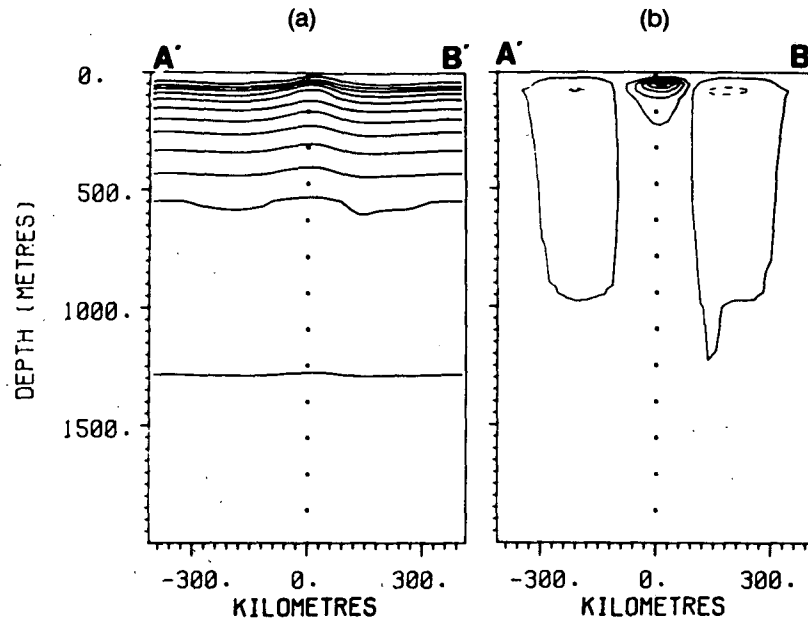 (a) (b)
A′ B′ A′ B
0.
500.
1000.
1500.
DEPTH (METRES)
-300. 0. 300. -300. 0. 300.
KILOMETRES KILOMETRES